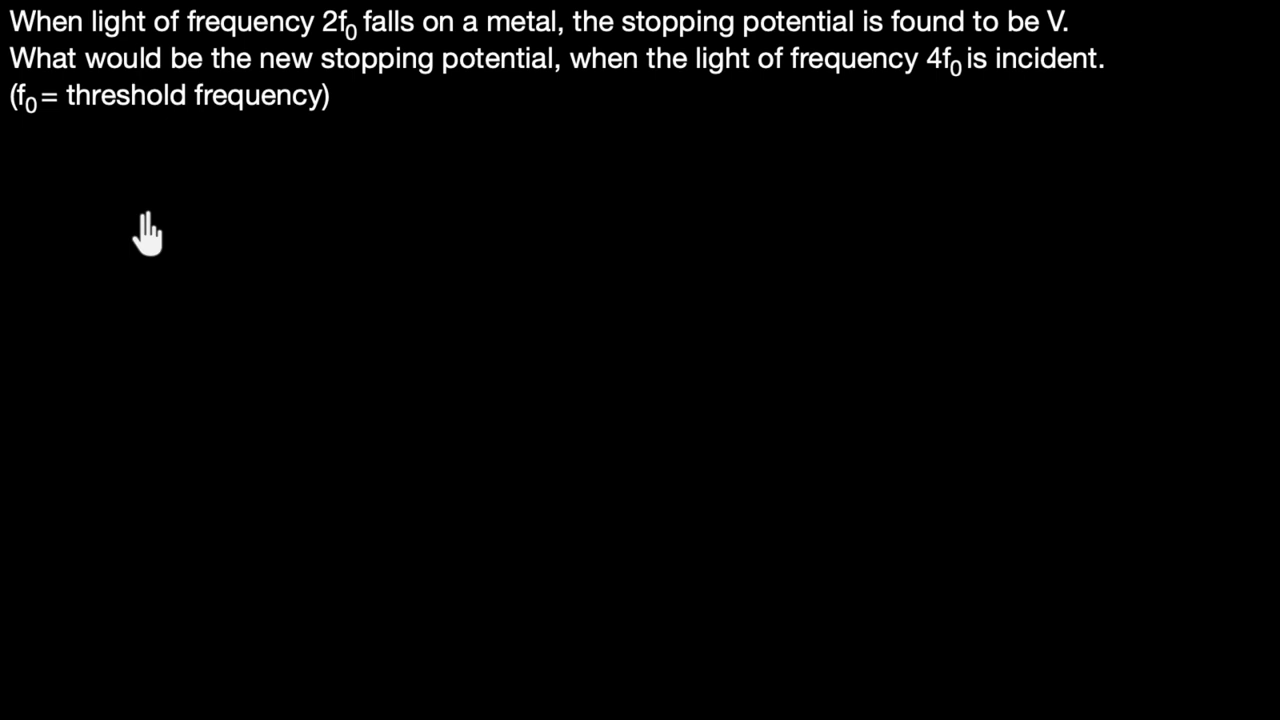 When light of frequency 2f₀ falls on a metal, the stopping potential is found to be V.
What would be the new stopping potential, when the light of frequency 4f₀ is incident.
(f₀ = threshold frequency)